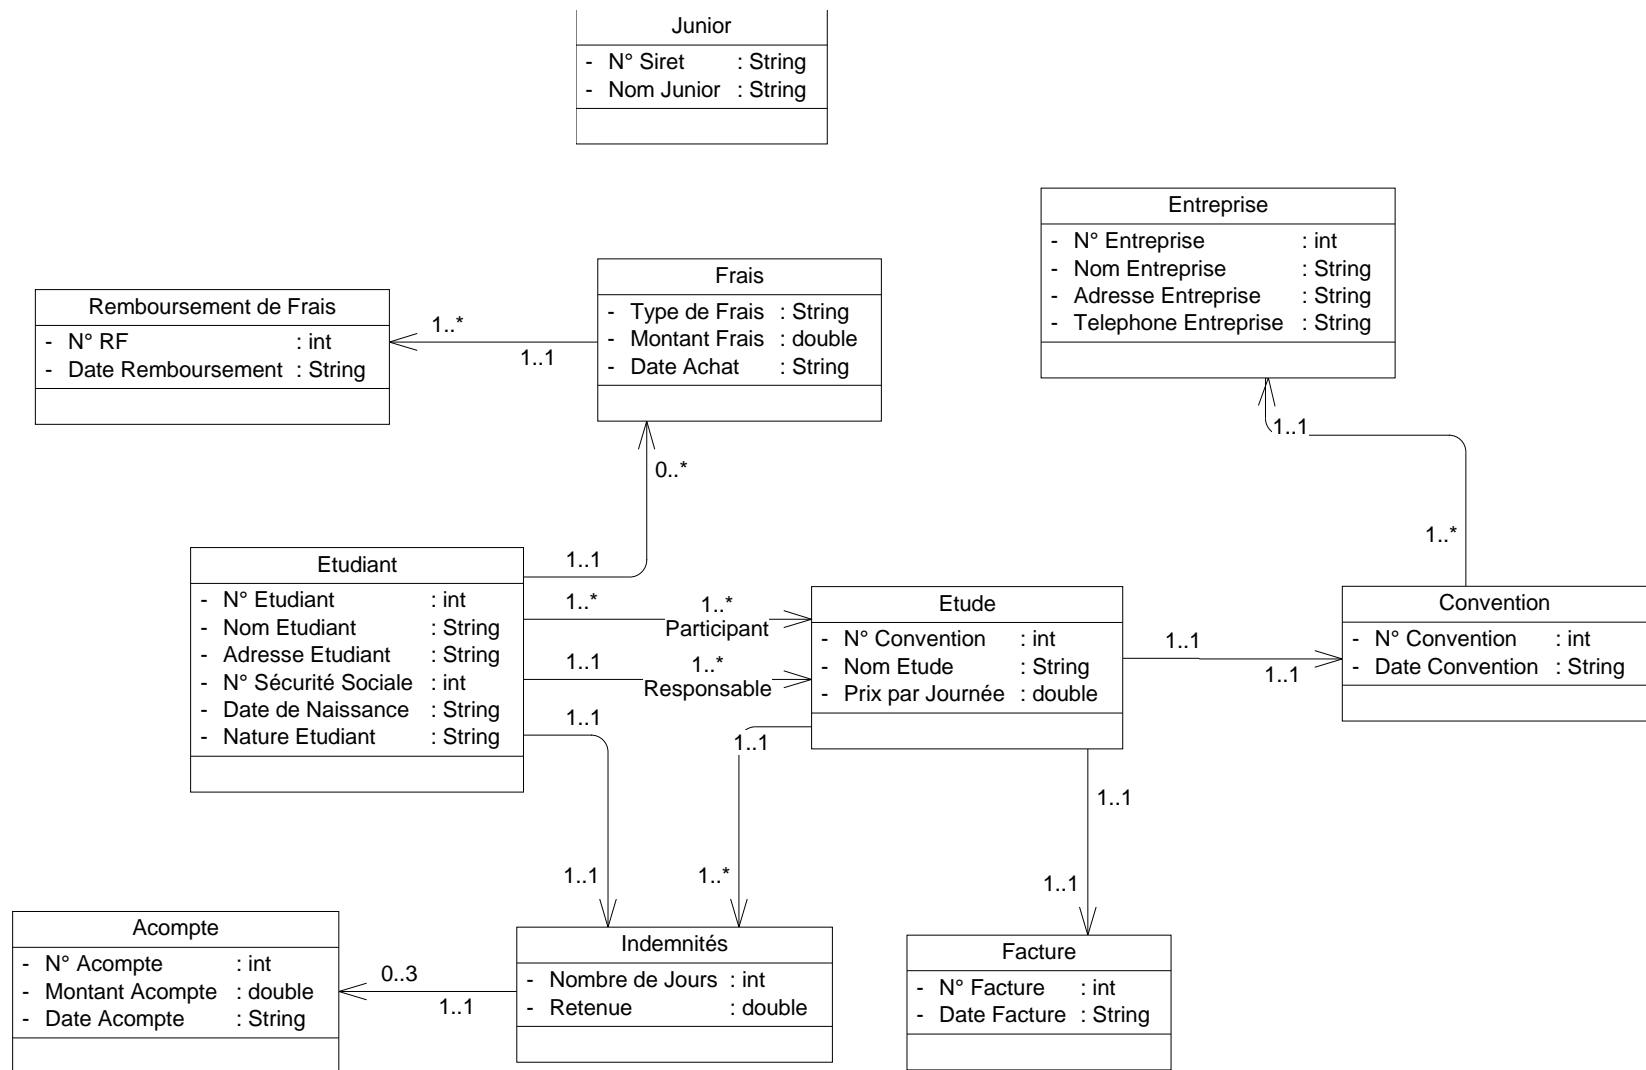 Junior
- N° Siret : String
- Nom Junior : String
Entreprise
- N° Entreprise : int
- Nom Entreprise : String
- Adresse Entreprise : String
- Telephone Entreprise : String
Frais
- Type de Frais : String
- Montant Frais : double
- Date Achat : String
Remboursement de Frais
- N° RF : int
- Date Remboursement : String
1..*
1..1
1..1
0..*
1..*
1..1
Etudiant
- N° Etudiant : int
- Nom Etudiant : String
- Adresse Etudiant : String
- N° Sécurité Sociale : int
- Date de Naissance : String
- Nature Etudiant : String
1..* 1..*
Participant
1..1 1..*
Responsable
1..1
Etude
- N° Convention : int
- Nom Etude : String
- Prix par Journée : double
1..1
1..1
Convention
- N° Convention : int
- Date Convention : String
1..1
1..1
1..1
1..*
1..1
Acompte
- N° Acompte : int
- Montant Acompte : double
- Date Acompte : String
0..3
1..1
Indemnités
- Nombre de Jours : int
- Retenue : double
Facture
- N° Facture : int
- Date Facture : String